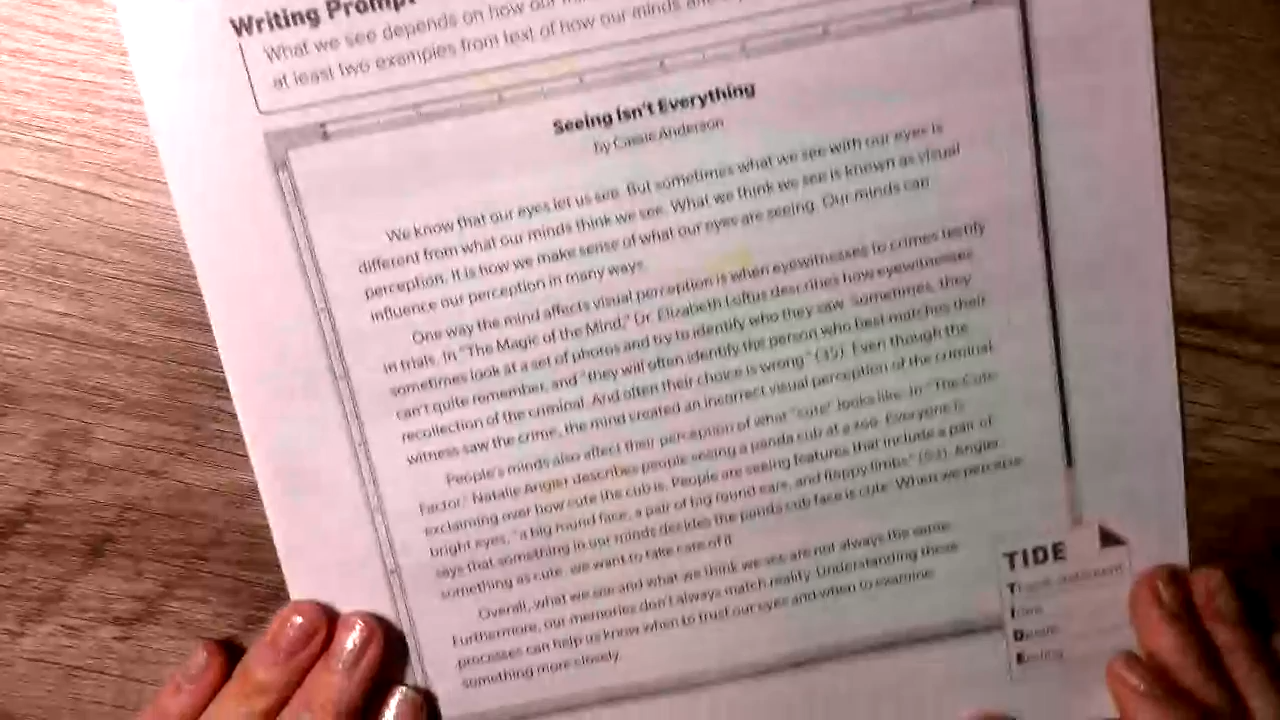 Writing Prompt
What we see depends on how our
at least two examples from text of how our minds
Seeing Isn't Everything
by Cassie Anderson
We know that our eyes let us see. But sometimes what we see with our eyes is
different from what our minds think we see. What we think we see is known as visual
perception. It is how we make sense of what our eyes are seeing. Our minds can
influence our perception in many ways.
One way the mind affects visual perception is when eyewitnesses to crimes testify
in trials. In "The Magic of the Mind," Dr. Elizabeth Loftus describes how eyewitnesses
sometimes look at a set of photos and try to identify who they saw. Sometimes, they
can't quite remember, and "they will often identify the person who best matches their
recollection of the criminal. And often their choice is wrong" (35). Even though the
witness saw the crime, the mind created an incorrect visual perception of the criminal.
People's minds also affect their perception of what "cute" looks like. In "The Cute
Factor," Natalie Angier describes people seeing a panda cub at a zoo. Everyone is
exclaiming over how cute the cub is. People are seeing features that include a pair of
bright eyes, "a big round face, a pair of big round ears, and floppy limbs" Angier
says that something in our minds decides the panda cub face is cute. When we perceive
something as cute, we want to take care of it.
Overall, what we see and what we think we see are not always the same.
Furthermore, our memories don't always match reality. Understanding these
processes can help us know when to trust our eyes and when to examine
something more closely.
TIDE